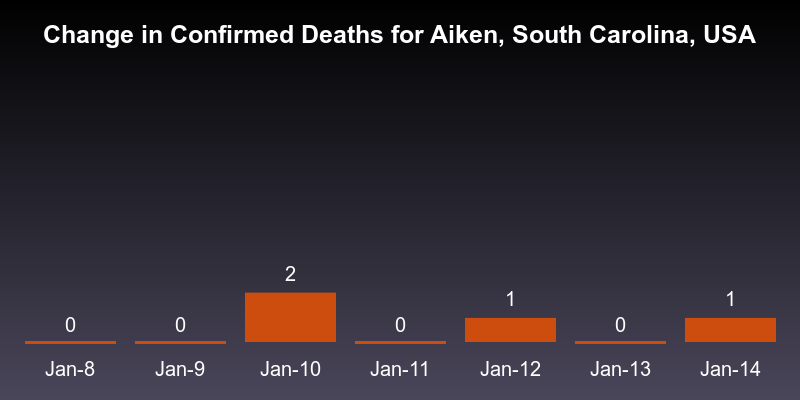 Change in Confirmed Deaths for Aiken, South Carolina, USA
0 0 2 0 1 0 1
Jan-8 Jan-9 Jan-10 Jan-11 Jan-12 Jan-13 Jan-14